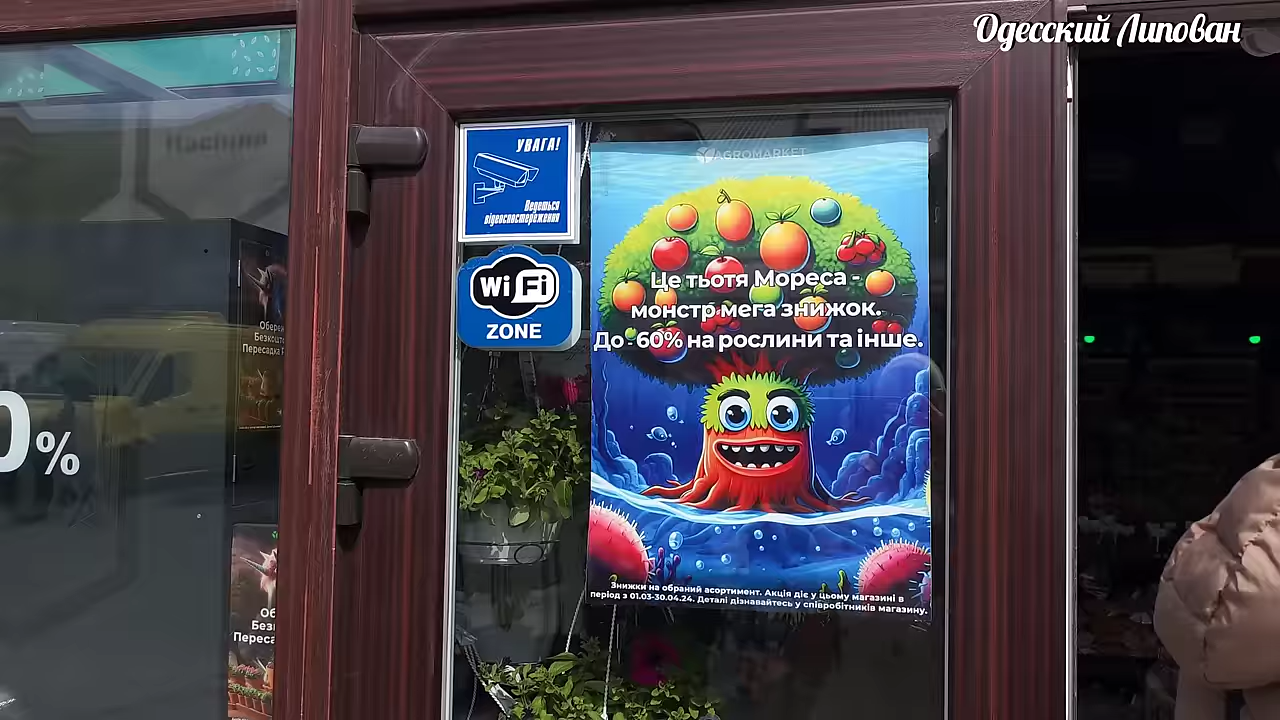 Одесский Липован
УВАГА!
Ведеться
відеоспостереження
WiFi
ZONE
AGROMARKET
Це тьотя Мореса -
монстр мега знижок.
До -60% на рослини та інше.
Знижки на обраний асортимент. Акція діє у цьому магазині в
період з 01.03-30.04.24. Деталі дізнавайтесь у співробітників магазину.
0%
Пересадка